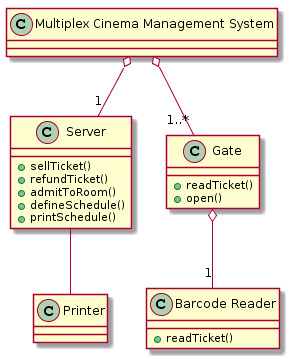 C Multiplex Cinema Management System
1
1..*
C Server
sellTicket()
refundTicket()
admitToRoom()
defineSchedule()
printSchedule()
C Gate
readTicket()
open()
1
C Printer
C Barcode Reader
readTicket()